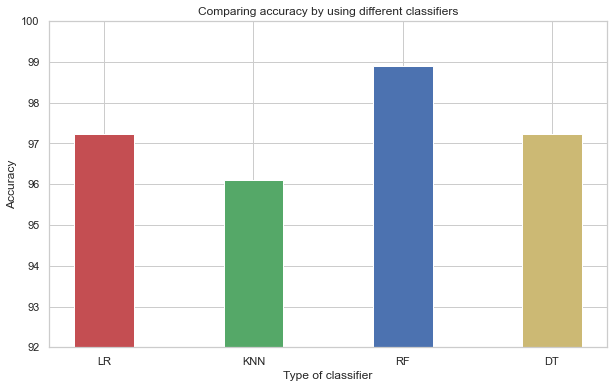 Comparing accuracy by using different classifiers
100
99
98
97
96
95
94
93
92
Accuracy
LR KNN RF DT
Type of classifier